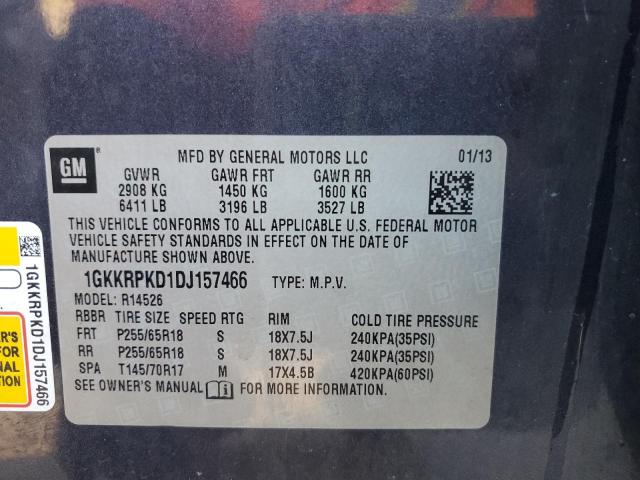 GM
MFD BY GENERAL MOTORS LLC 01/13
GVWR GAWR FRT GAWR RR
2908 KG 1450 KG 1600 KG
6411 LB 3196 LB 3527 LB
THIS VEHICLE CONFORMS TO ALL APPLICABLE U.S. FEDERAL MOTOR
VEHICLE SAFETY STANDARDS IN EFFECT ON THE DATE OF
MANUFACTURE SHOWN ABOVE.
1GKKRPKD1DJ157466 TYPE: M.P.V.
MODEL: R14526
RBBR TIRE SIZE SPEED RTG RIM COLD TIRE PRESSURE
FRT P255/65R18 S 18X7.5J 240KPA(35PSI)
RR P255/65R18 S 18X7.5J 240KPA(35PSI)
SPA T145/70R17 M 17X4.5B 420KPA(60PSI)
SEE OWNER'S MANUAL FOR MORE INFORMATION.
1GKKRPKD1DJ157466
R'S
FOR
NAL
TION